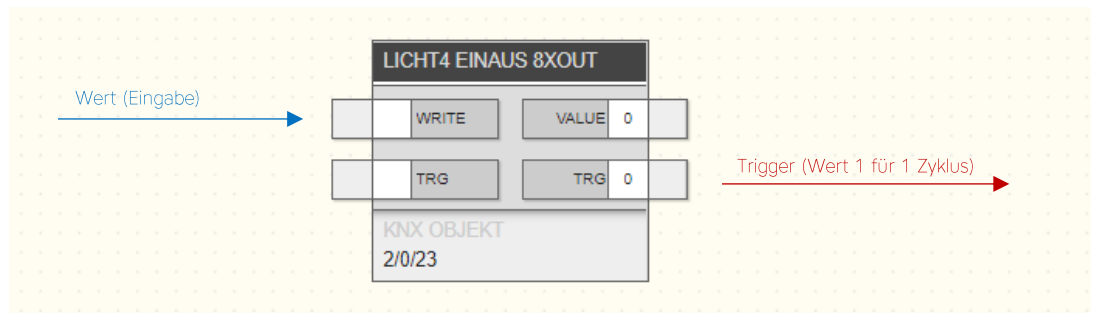 LICHT4 EINAUS 8XOUT
Wert (Eingabe)
WRITE VALUE 0
TRG TRG 0
Trigger (Wert 1 für 1 Zyklus)
KNX OBJEKT
2/0/23